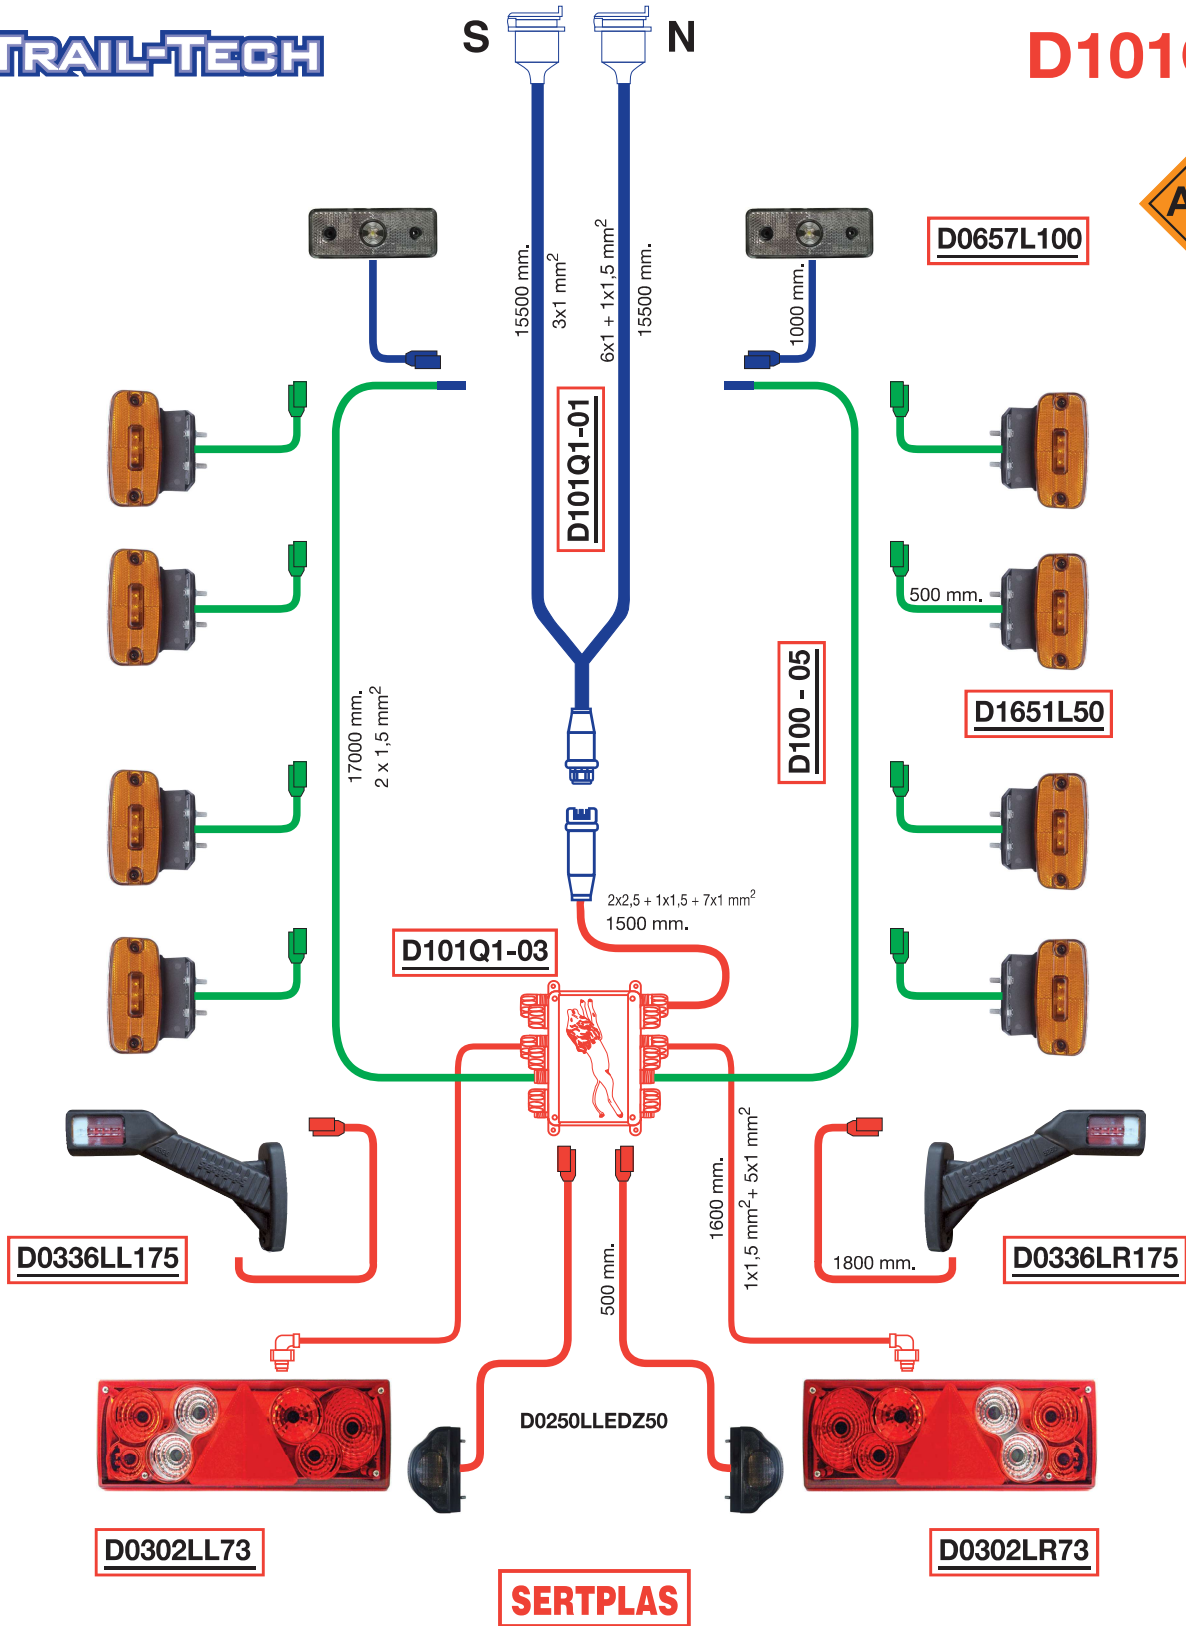 TRAIL-TECH
S
N
D101
D0657L100
15500 mm.
3x1 mm²
6x1 + 1x1,5 mm²
15500 mm.
1000 mm.
D101Q1-01
500 mm.
D1651L50
D100 - 05
17000 mm.
2 x 1,5 mm²
2x2,5 + 1x1,5 + 7x1 mm²
1500 mm.
D101Q1-03
1600 mm.
1x1,5 mm²+ 5x1 mm²
D0336LL175
D0336LR175
1800 mm.
500 mm.
D0250LLEDZ50
D0302LL73
D0302LR73
SERTPLAS